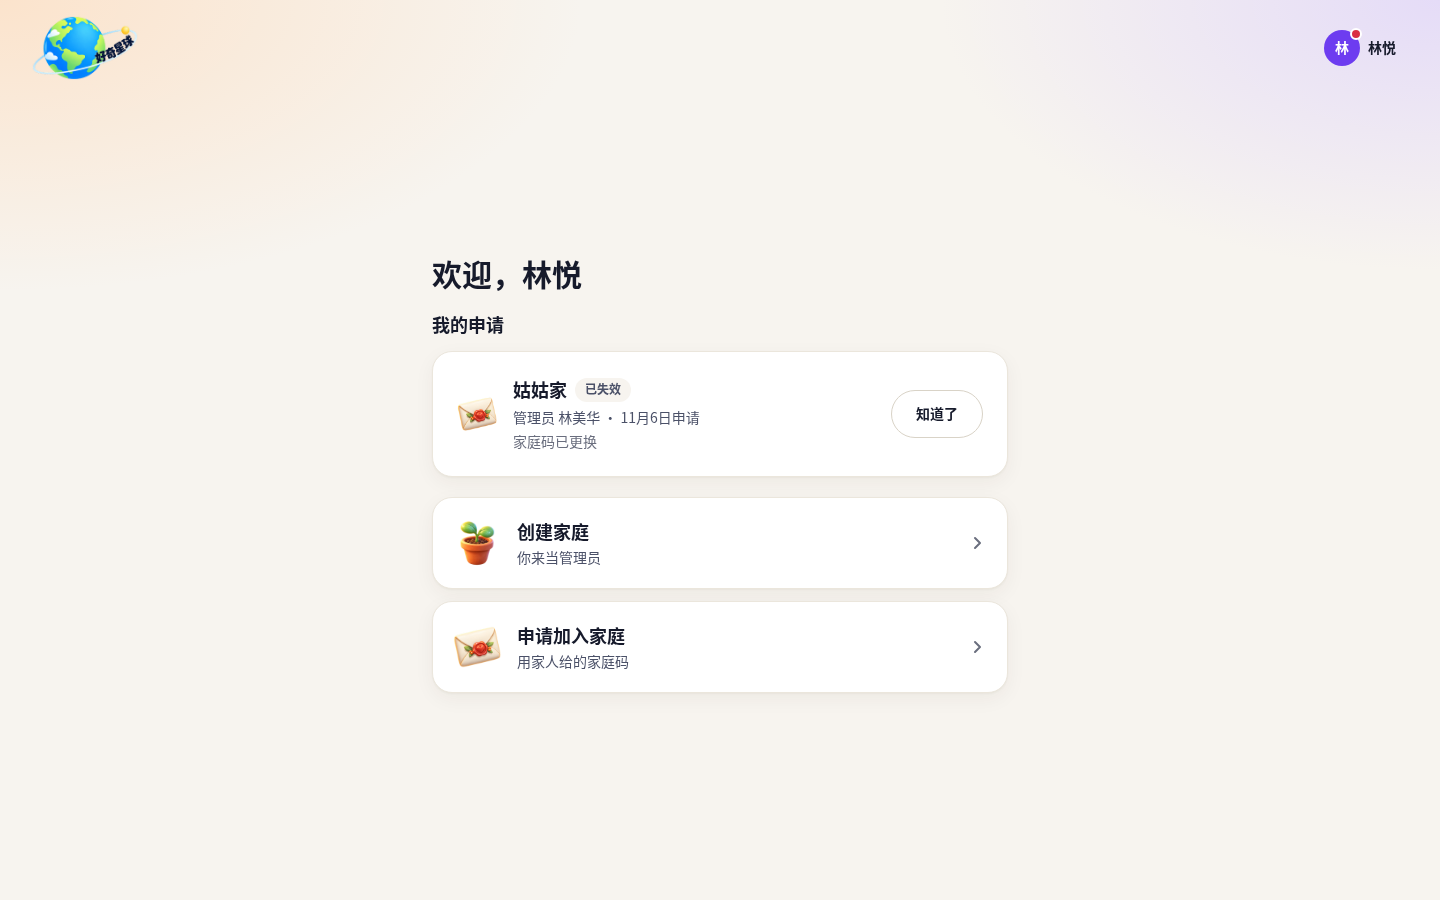 好奇星球
林 林悦
欢迎，林悦
我的申请
姑姑家 已失效
管理员 林美华 · 11月6日申请
家庭码已更换
知道了
创建家庭
你来当管理员
申请加入家庭
用家人给的家庭码